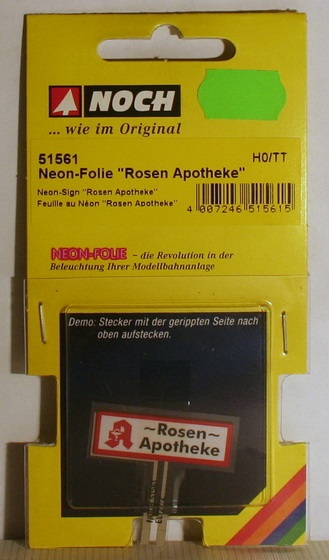 NOCH
... wie im Original
51561
H0/TT
Neon-Folie "Rosen Apotheke"
Neon-Sign "Rosen Apotheke"
Feuille au Néon "Rosen Apotheke"
4 007246 515615
NEON-FOLIE - die Revolution in der
Beleuchtung Ihrer Modellbahnanlage
Demo: Stecker mit der gerippten Seite nach
oben aufstecken.
~Rosen~
Apotheke